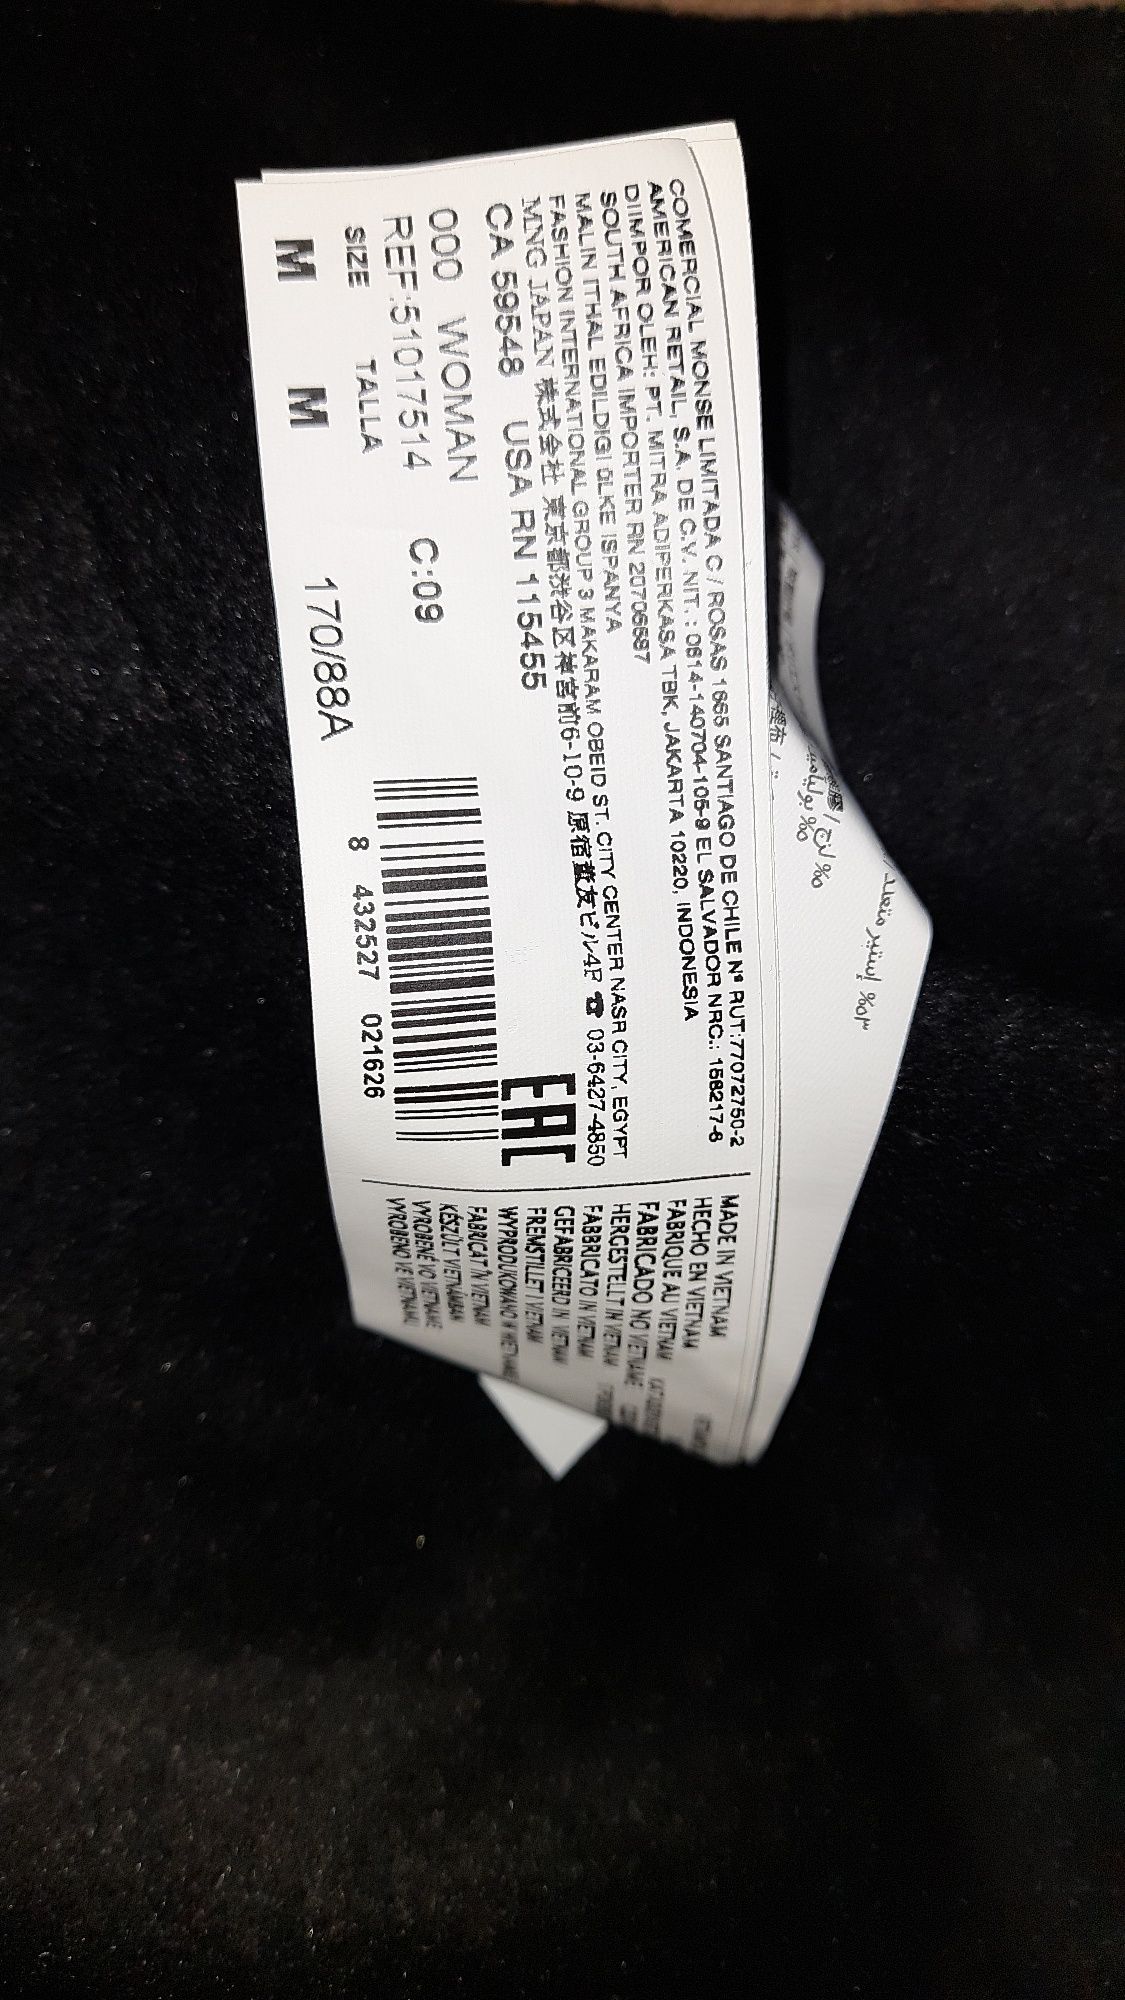 COMERCIAL MONSE LIMITADA C / ROSAS 1665 SANTIAGO DE CHILE Nº RUT:77072750-2
AMERICAN RETAIL, S.A. DE C.V. NIT. : 0614-140704-105-9 EL SALVADOR NRC.: 158217-8
DIIMPOR OLEH: PT. MITRA ADIPERKASA TBK, JAKARTA 10220, INDONESIA
SOUTH AFRICA IMPORTER RN 20706687
MALIN ITHAL EDILDIGI ULKE ISPANYA
FASHION INTERNATIONAL GROUP 3 MAKARAM OBEID ST. CITY CENTER NASR CITY, EGYPT
MNG JAPAN 株式会社 東京都渋谷区神宮前6-10-9 原宿董友ビル4F ☎ 03-6427-4850
CA 59548 USA RN 115455
EAC
000 WOMAN
REF:51017514 C:09
SIZE TALLA
M M 170/88A
8 432527 021626
MADE IN VIETNAM
HECHO EN VIETNAM
FABRIQUE AU VIETNAM
FABRICADO NO VIETNAME
HERGESTELLT IN VIETNAM
FABBRICATO IN VIETNAM
GEFABRICEERD IN VIETNAM
FREMSTILLET I VIETNAM
WYPRODUKOWANO W WIETNAMIE
FABRICAT ÎN VIETNAM
KÉSZÜLT VIETNÁMBAN
VYROBENÉ VO VIETNAME
VYROBENO VE VIETNAMU